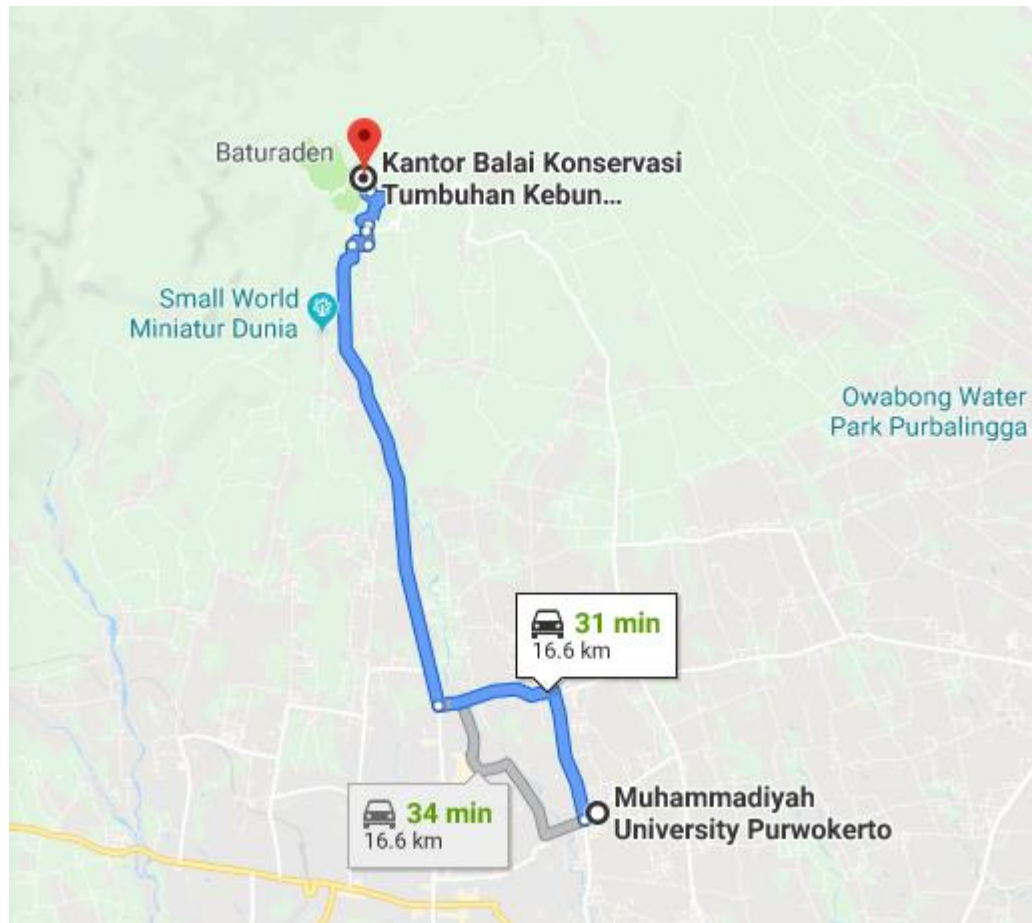 Baturaden
Kantor Balai Konservasi
Tumbuhan Kebun...
Small World
Miniatur Dunia
Owabong Water
Park Purbalingga
31 min
16.6 km
34 min
16.6 km
Muhammadiyah
University Purwokerto